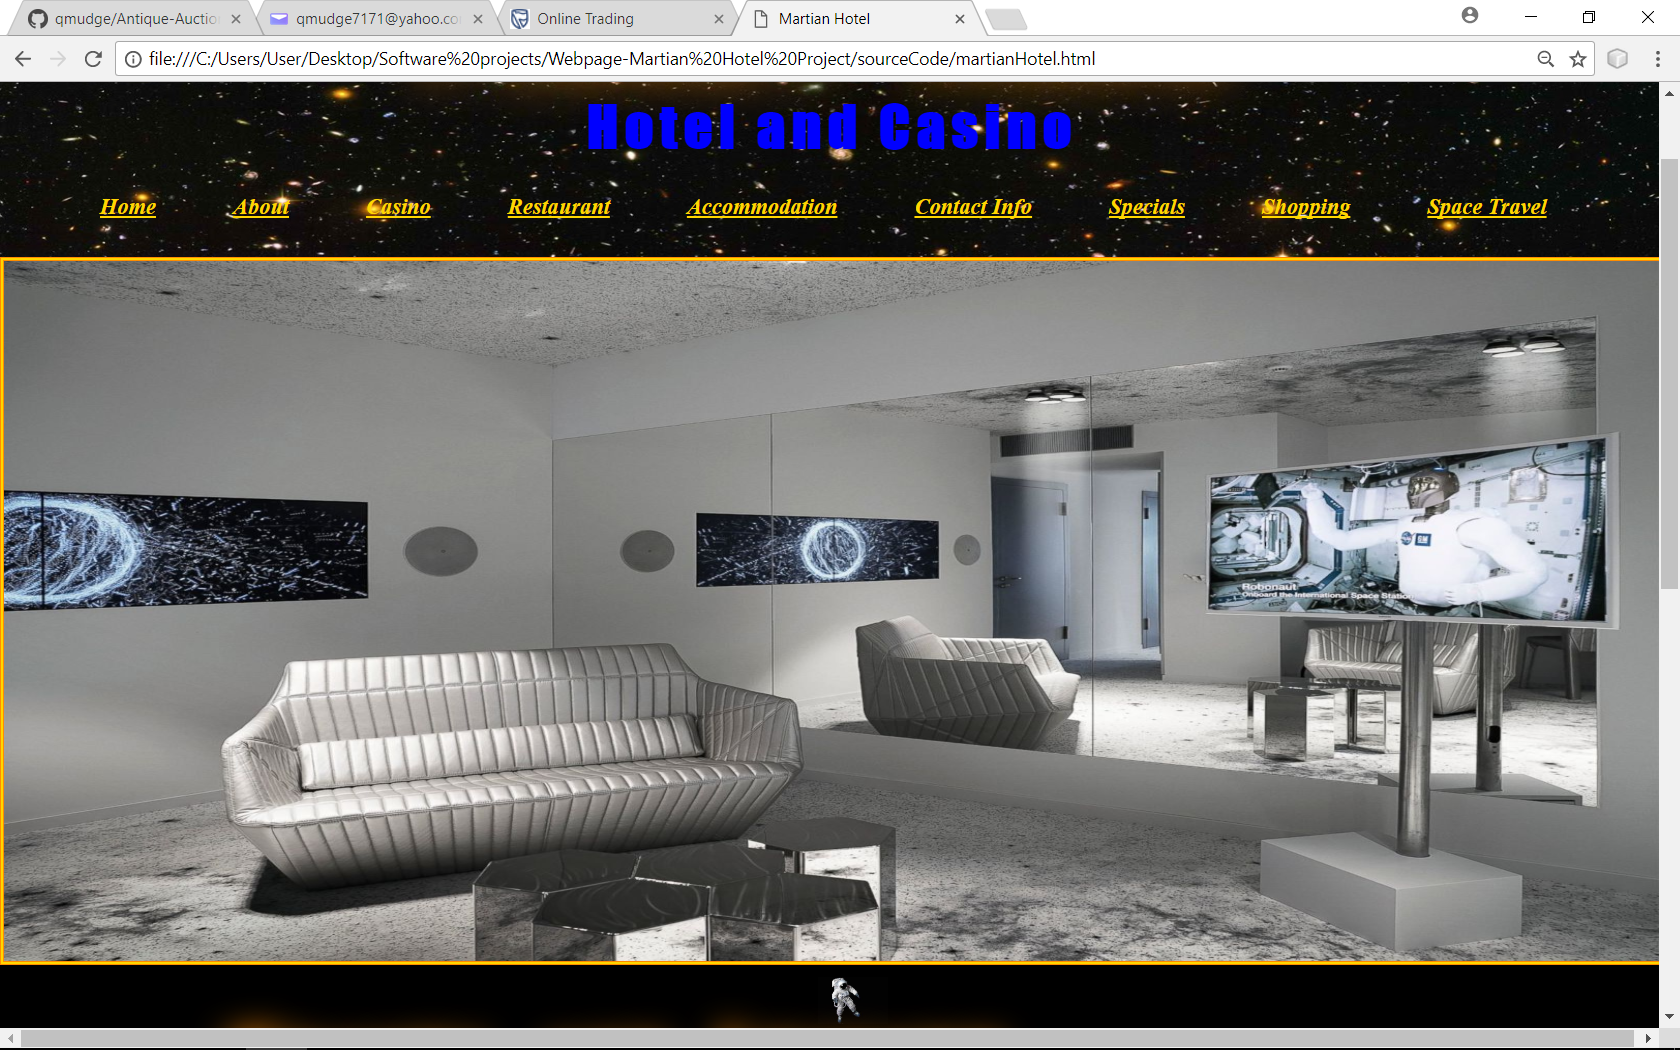 qmudge/Antique-Auctio
qmudge7171@yahoo.co
Online Trading
Martian Hotel
file:///C:/Users/User/Desktop/Software%20projects/Webpage-Martian%20Hotel%20Project/sourceCode/martianHotel.html
Hotel and Casino
Home About Casino Restaurant Accommodation Contact Info Specials Shopping Space Travel
Robonaut
Onboard the International Space Station